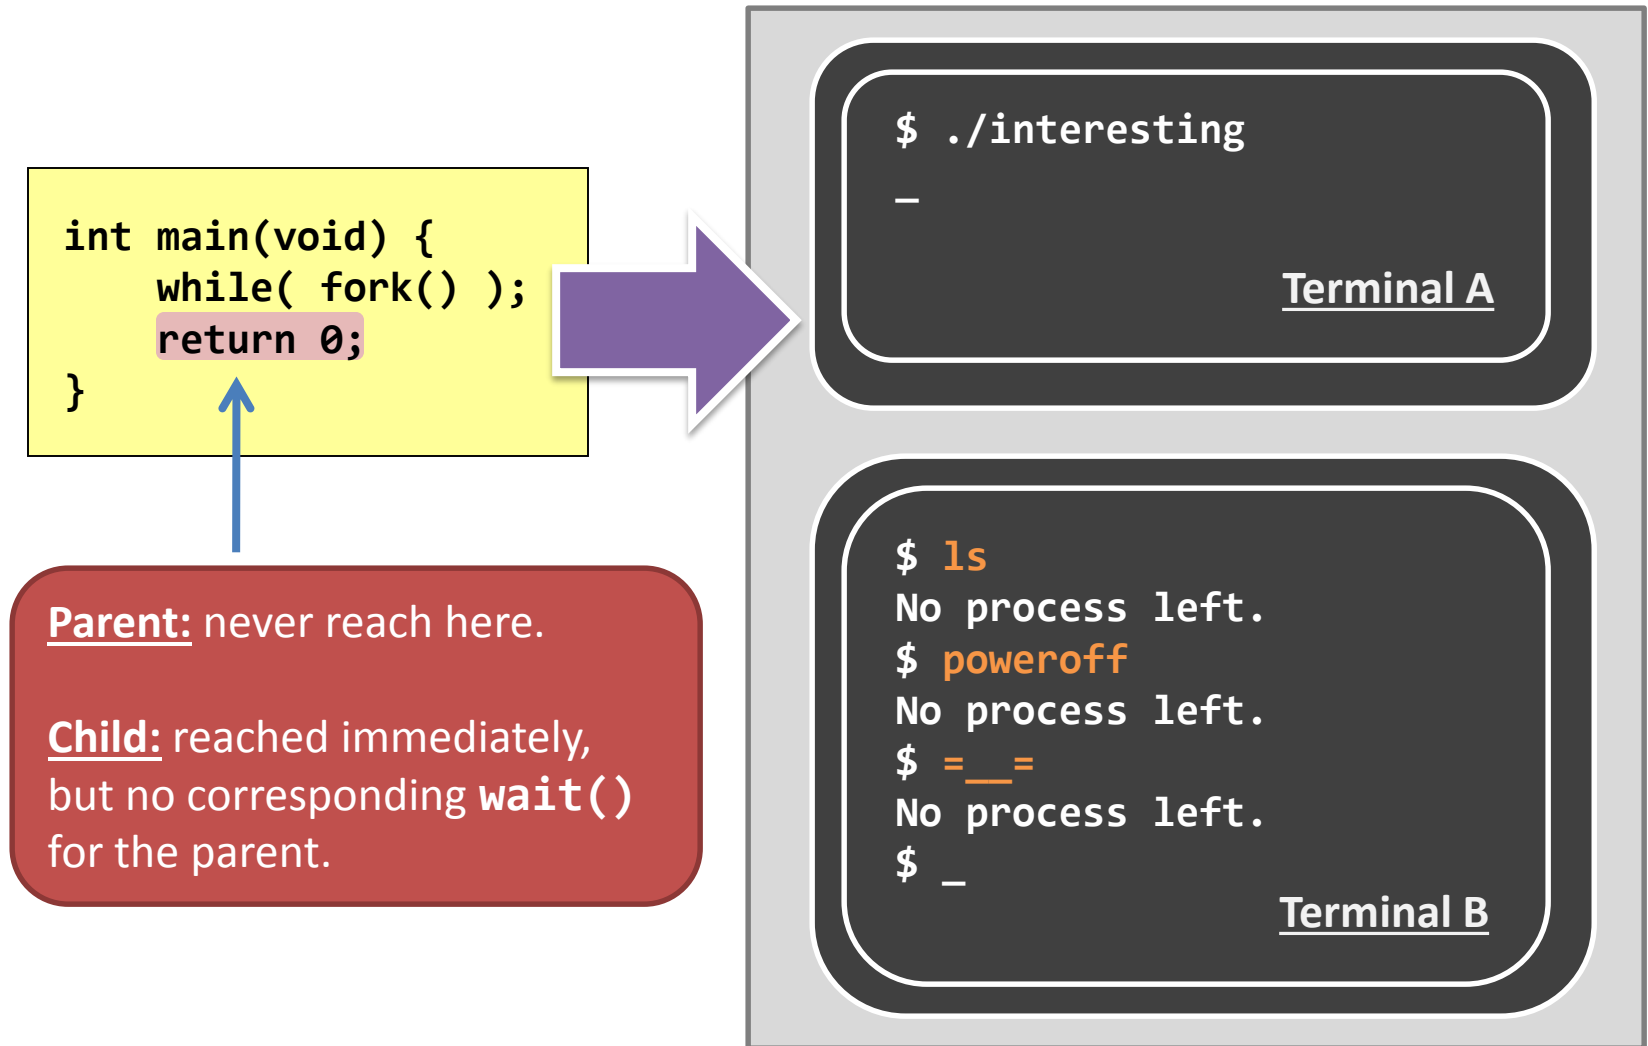 int main(void) {
while( fork() );
return 0;
}
Parent: never reach here.
Child: reached immediately,
but no corresponding wait()
for the parent.
$ ./interesting
_
Terminal A
$ ls
No process left.
$ poweroff
No process left.
$ =__=
No process left.
$ _
Terminal B